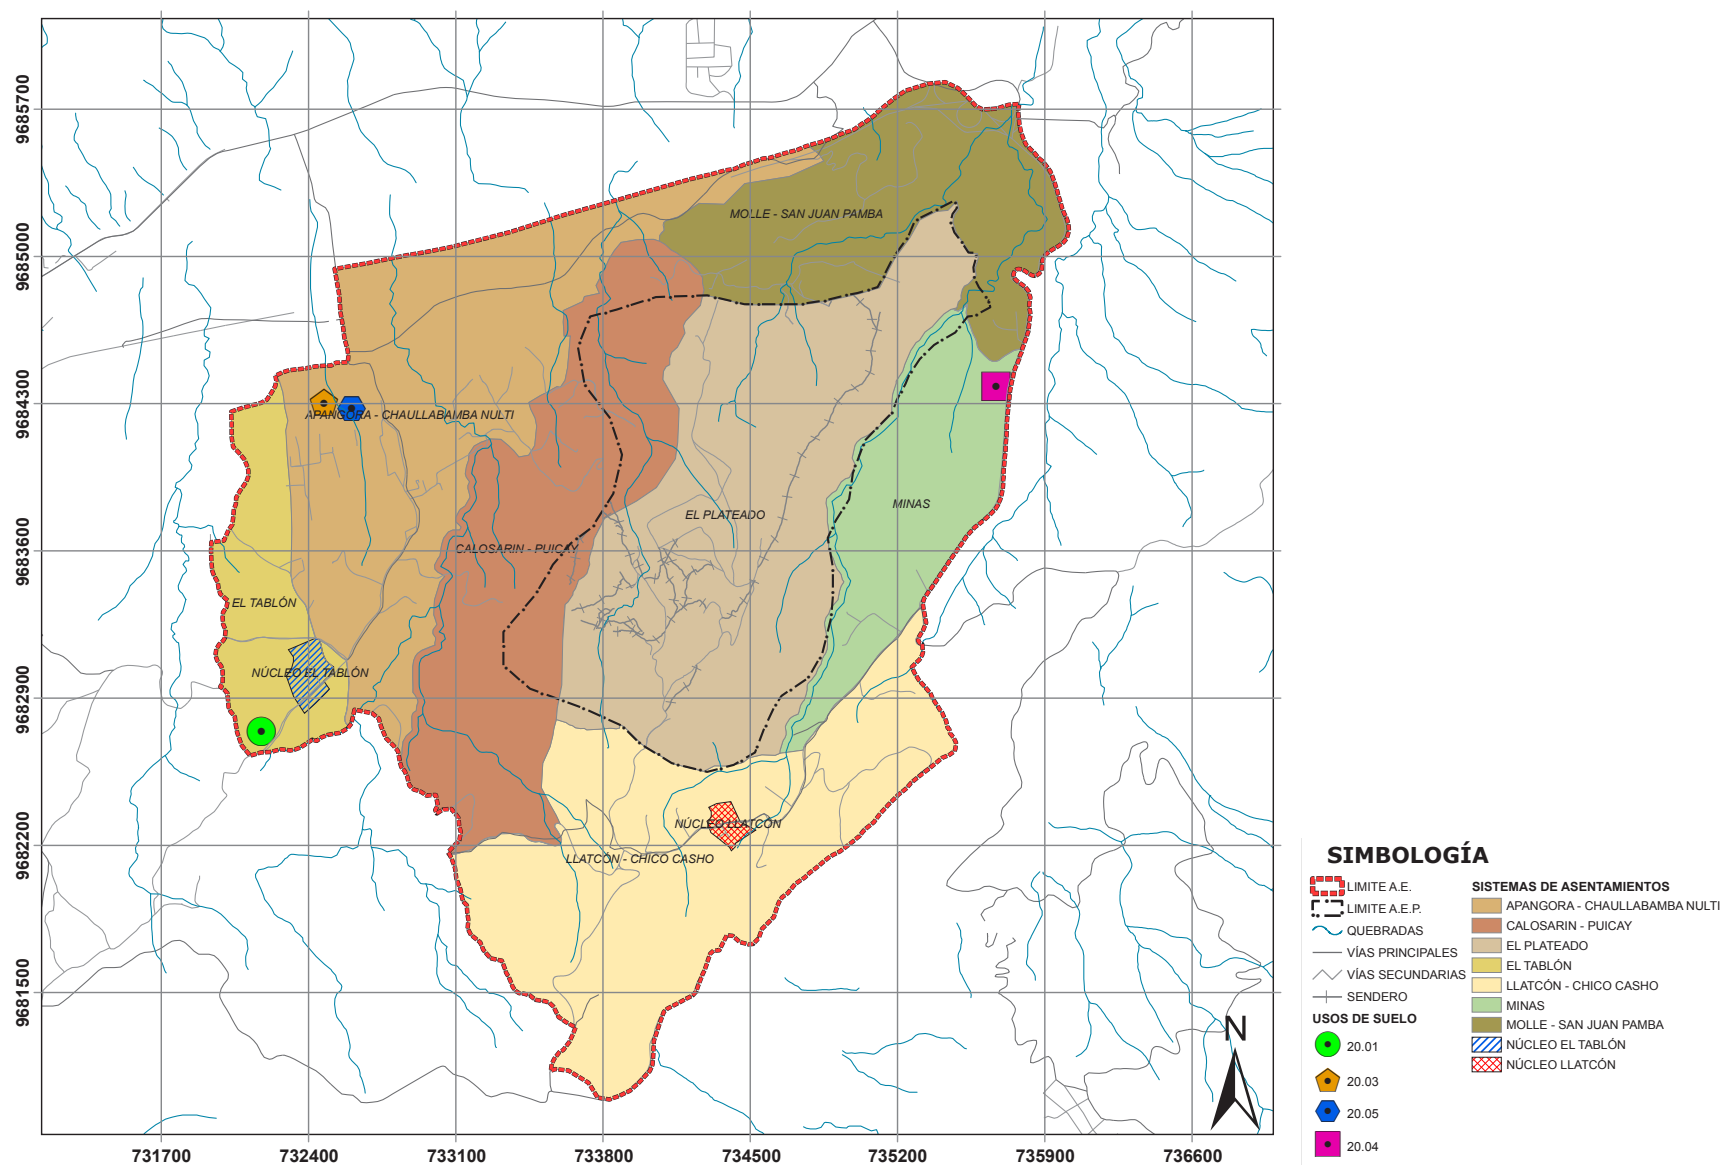 9685700
9685000
9684300
9683600
9682900
9682200
9681500
MOLLE - SAN JUAN PAMBA
APANGORA - CHAULLABAMBA NULTI
MINAS
EL PLATEADO
CALOSARIN - PUICAY
EL TABLÓN
NÚCLEO EL TABLÓN
NÚCLEO LLATCÓN
LLATCÓN - CHICO CASHO
N
731700 732400 733100 733800 734500 735200 735900 736600
SIMBOLOGÍA
LIMITE A.E.
LIMITE A.E.P.
QUEBRADAS
VÍAS PRINCIPALES
VÍAS SECUNDARIAS
SENDERO
USOS DE SUELO
20.01
20.03
20.05
20.04
SISTEMAS DE ASENTAMIENTOS
APANGORA - CHAULLABAMBA NULTI
CALOSARIN - PUICAY
EL PLATEADO
EL TABLÓN
LLATCÓN - CHICO CASHO
MINAS
MOLLE - SAN JUAN PAMBA
NÚCLEO EL TABLÓN
NÚCLEO LLATCÓN